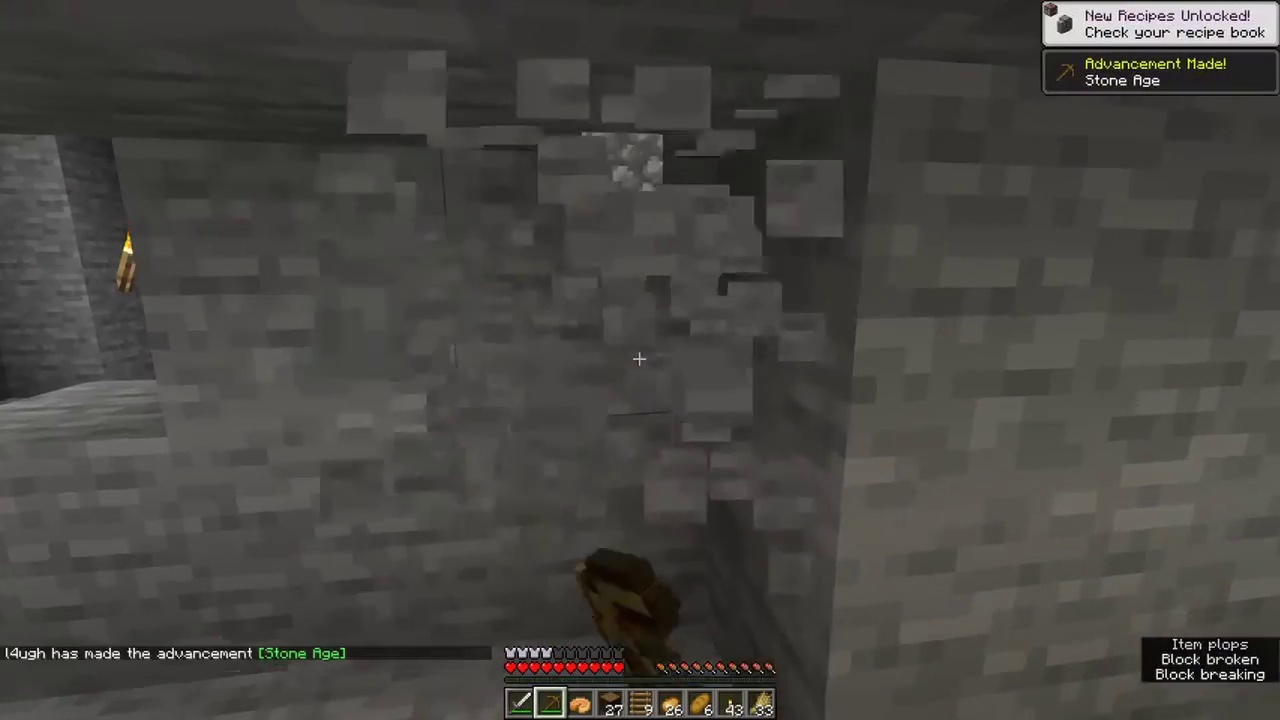 New Recipes Unlocked!
Check your recipe book
Advancement Made!
Stone Age
l4ugh has made the advancement [Stone Age]
Item plops
Block broken
Block breaking
27 9 26 6 43 33